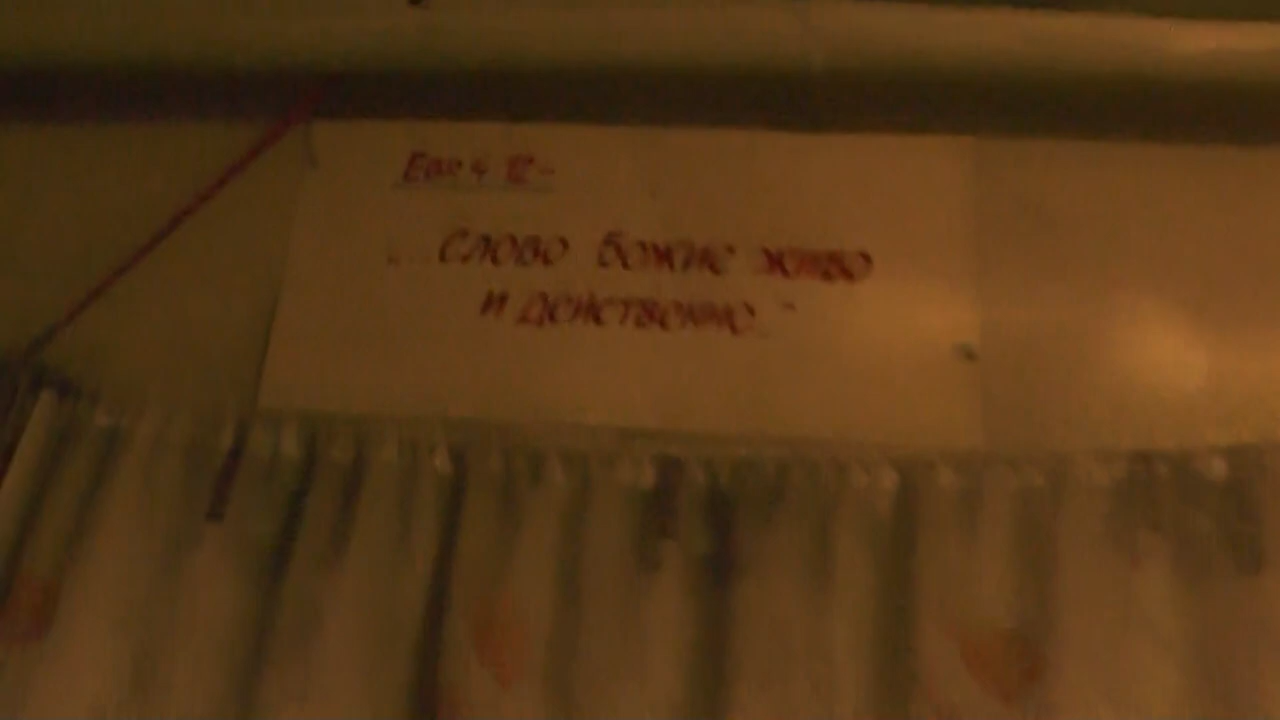 Евр 4:12-
"...Слово Божие живо
и действенно..."